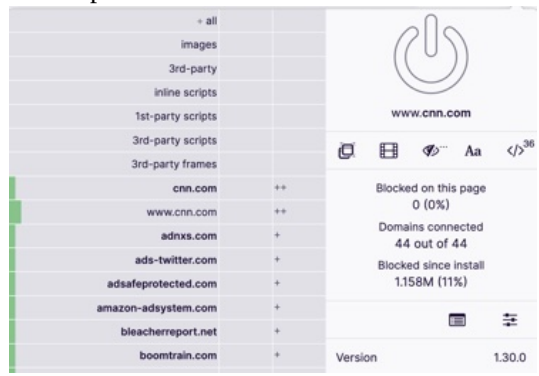 + all
images
3rd-party
inline scripts
1st-party scripts
3rd-party scripts
3rd-party frames
cnn.com ++
www.cnn.com ++
adnxs.com +
ads-twitter.com +
adsafeprotected.com +
amazon-adsystem.com +
bleacherreport.net +
boomtrain.com +
www.cnn.com
Aa </>36
Blocked on this page
0 (0%)
Domains connected
44 out of 44
Blocked since install
1.158M (11%)
Version 1.30.0